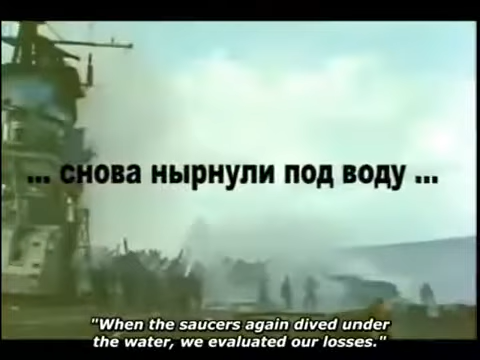 ... снова нырнули под воду ...
"When the saucers again dived under
the water, we evaluated our losses."